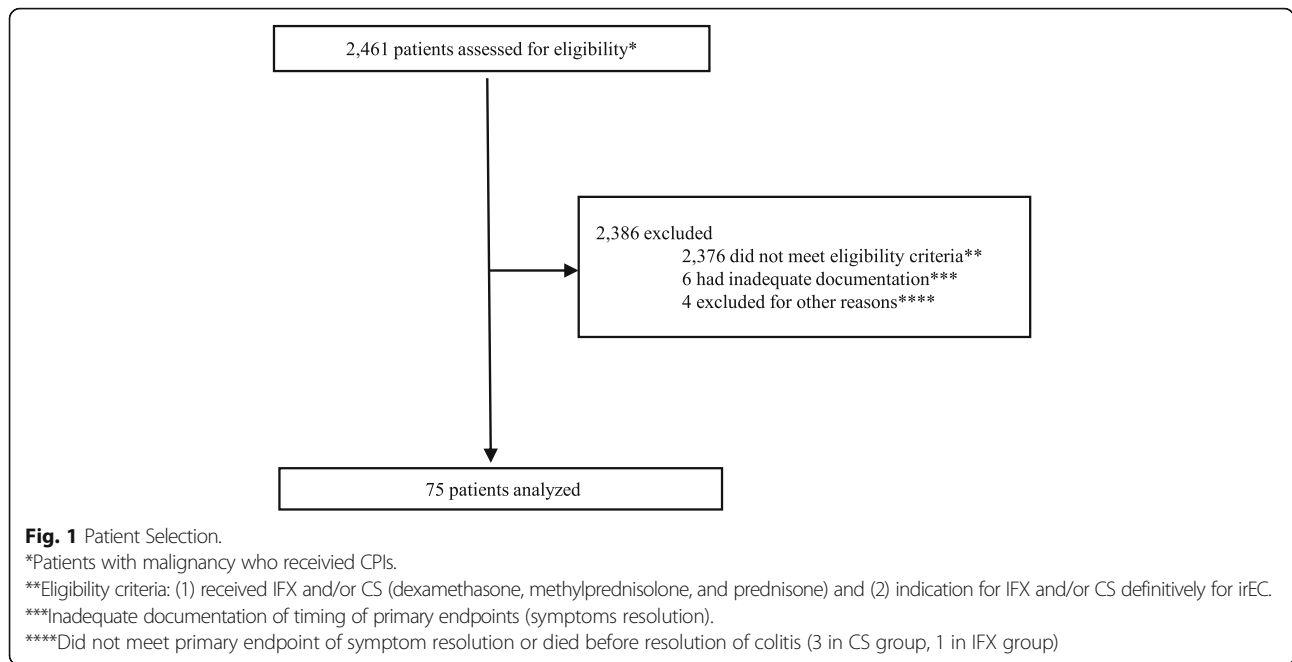 2,461 patients assessed for eligibility*
2,386 excluded
2,376 did not meet eligibility criteria**
6 had inadequate documentation***
4 excluded for other reasons****
75 patients analyzed
Fig. 1 Patient Selection.
*Patients with malignancy who receivied CPIs.
**Eligibility criteria: (1) received IFX and/or CS (dexamethasone, methylprednisolone, and prednisone) and (2) indication for IFX and/or CS definitively for irEC.
***Inadequate documentation of timing of primary endpoints (symptoms resolution).
****Did not meet primary endpoint of symptom resolution or died before resolution of colitis (3 in CS group, 1 in IFX group)